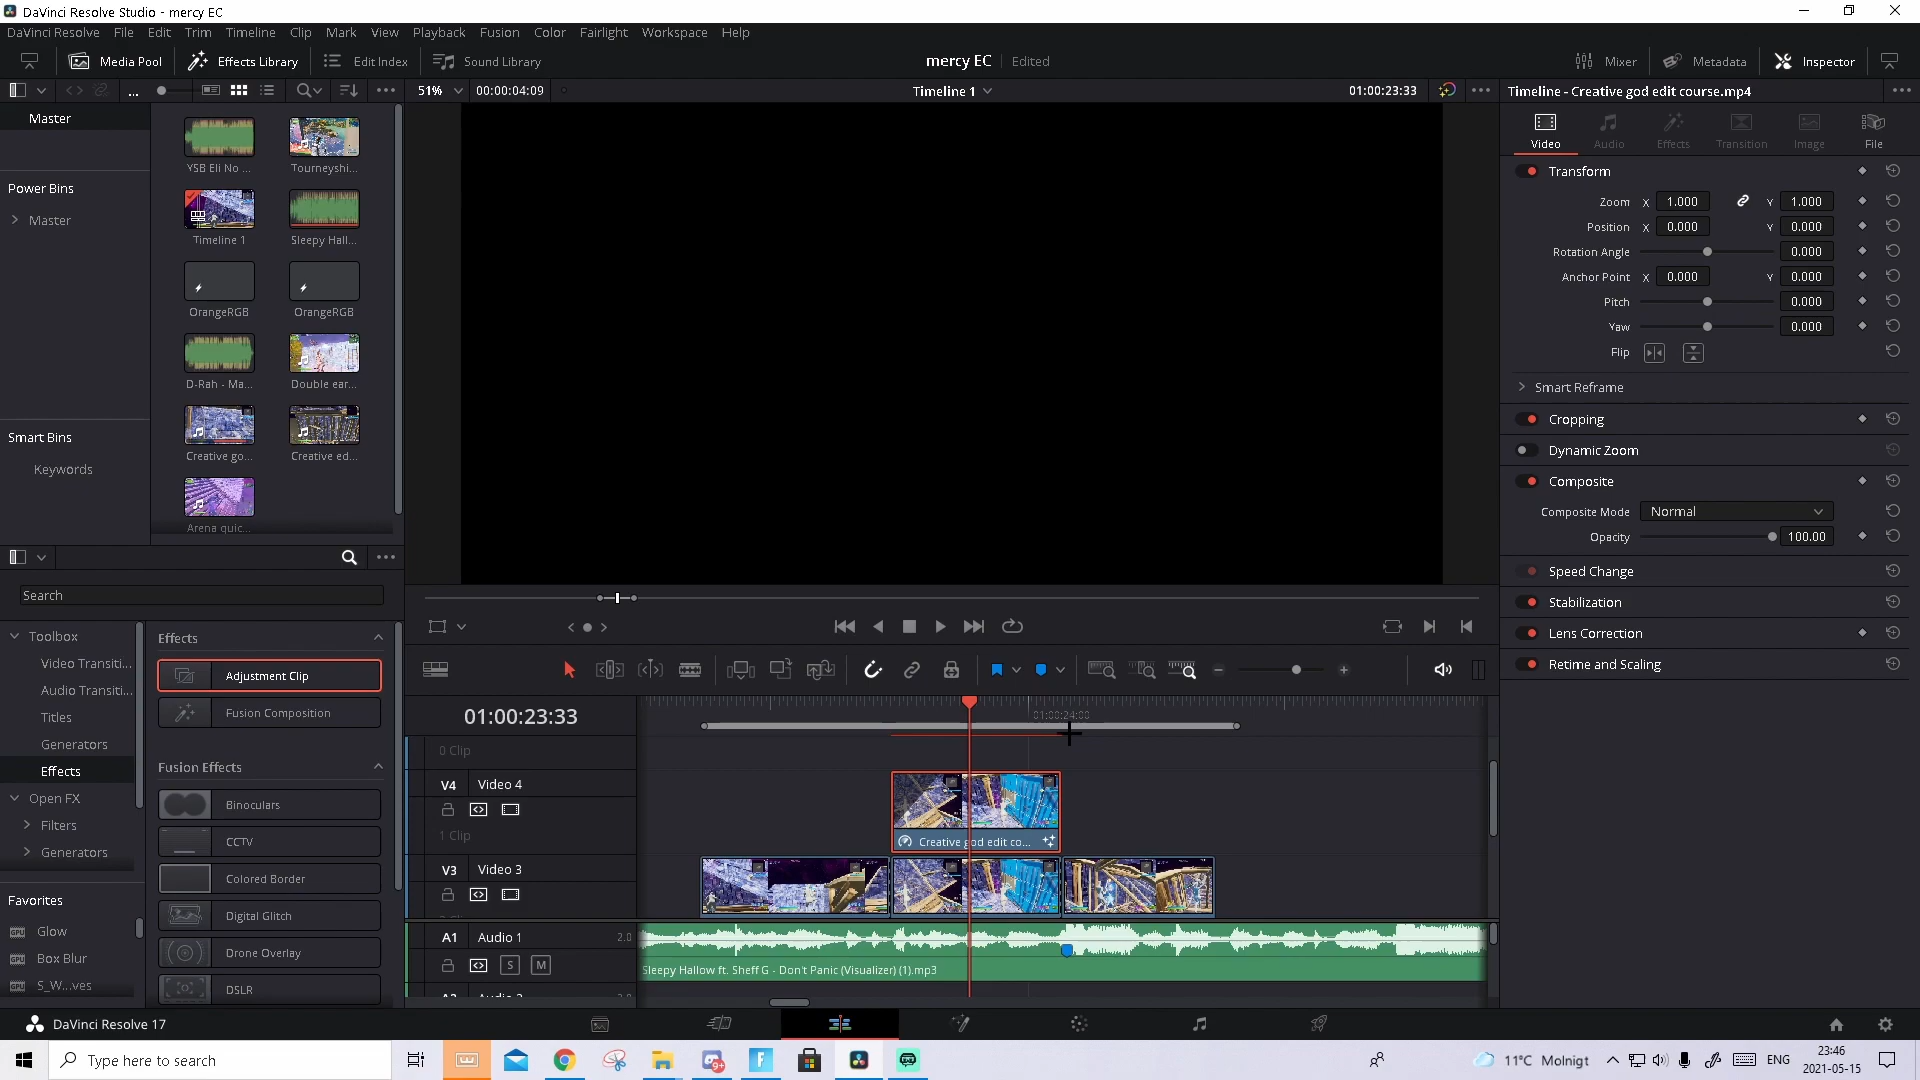 DaVinci Resolve Studio - mercy EC
DaVinci Resolve File Edit Trim Timeline Clip Mark View Playback Fusion Color Fairlight Workspace Help
Media Pool Effects Library Edit Index Sound Library mercy EC Edited Mixer Metadata Inspector
51% 00:00:04:09 Timeline 1 01:00:23:33 Timeline - Creative god edit course.mp4
Master
Power Bins
Master
Smart Bins
Keywords
YSB Eli No ... Tourneyshi...
Timeline 1 Sleepy Hall...
OrangeRGB OrangeRGB
D-Rah - Ma... Double ear...
Creative go... Creative ed...
Arena quic...
Video Audio Effects Transition Image File
Transform
Zoom X 1.000 Y 1.000
Position X 0.000 Y 0.000
Rotation Angle 0.000
Anchor Point X 0.000 Y 0.000
Pitch 0.000
Yaw 0.000
Flip
Smart Reframe
Cropping
Dynamic Zoom
Composite
Composite Mode Normal
Opacity 100.00
Speed Change
Stabilization
Lens Correction
Retime and Scaling
Search
Toolbox
Video Transiti...
Audio Transiti...
Titles
Generators
Effects
Open FX
Filters
Generators
Favorites
Glow
Box Blur
S_W...ves
Effects
Adjustment Clip
Fusion Composition
Fusion Effects
Binoculars
CCTV
Colored Border
Digital Glitch
Drone Overlay
DSLR
01:00:23:33
01:00:24:00
0 Clip
V4 Video 4
1 Clip
Creative god edit co...
V3 Video 3
A1 Audio 1 2.0
S M
Sleepy Hallow ft. Sheff G - Don't Panic (Visualizer) (1).mp3
DaVinci Resolve 17
Type here to search
9+
11°C Molnigt
ENG
23:46
2021-05-15